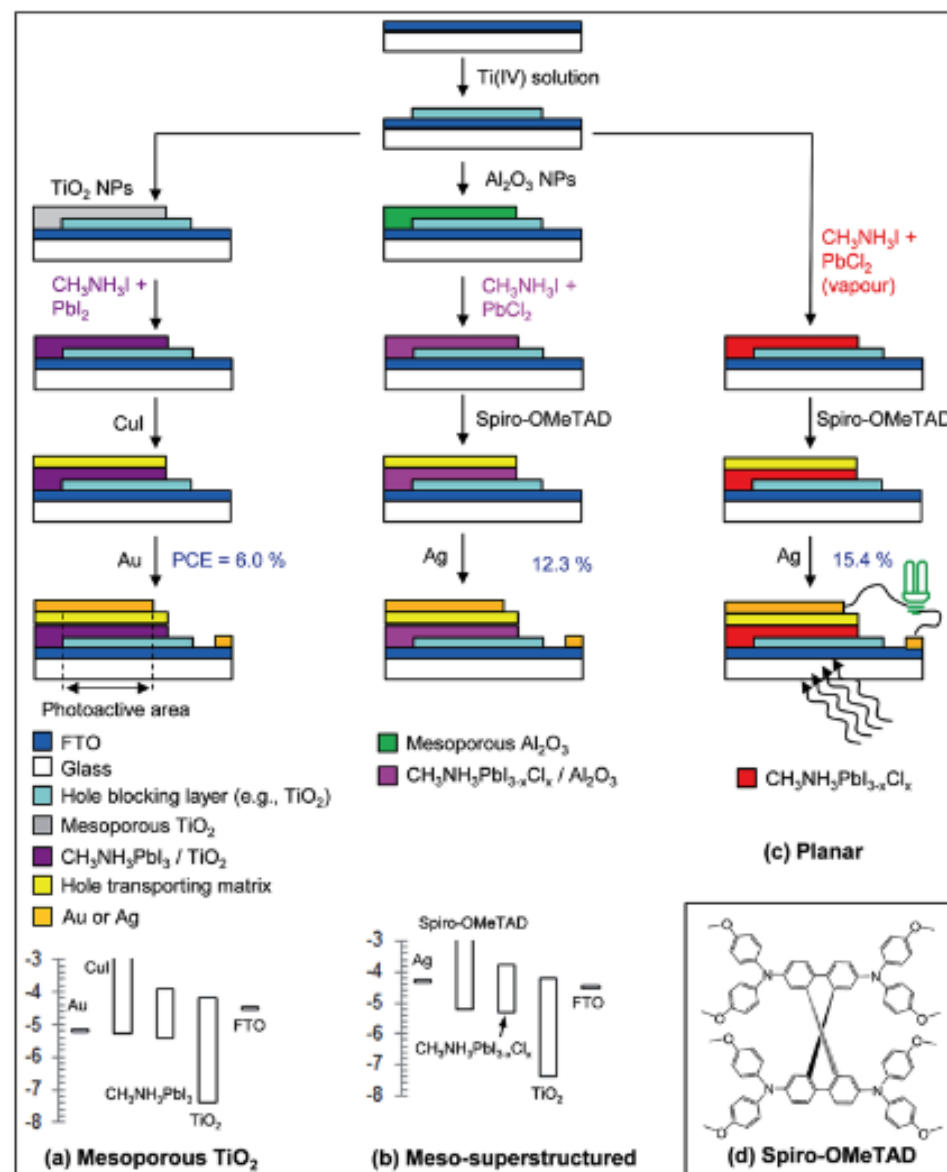 Ti(IV) solution
TiO₂ NPs
Al₂O₃ NPs
CH₃NH₃I +
PbI₂
CH₃NH₃I +
PbCl₂
CH₃NH₃I +
PbCl₂
(vapour)
CuI
Spiro-OMeTAD
Spiro-OMeTAD
Au
PCE = 6.0 %
Ag
12.3 %
Ag
15.4 %
Photoactive area
FTO
Glass
Hole blocking layer (e.g., TiO₂)
Mesoporous TiO₂
CH₃NH₃PbI₃ / TiO₂
Hole transporting matrix
Au or Ag
Mesoporous Al₂O₃
CH₃NH₃PbI₃₋ₓClₓ / Al₂O₃
CH₃NH₃PbI₃₋ₓClₓ
(c) Planar
-3
-4
-5
-6
-7
-8
Au
CuI
CH₃NH₃PbI₃
TiO₂
FTO
(a) Mesoporous TiO₂
-3
-4
-5
-6
-7
-8
Spiro-OMeTAD
Ag
FTO
CH₃NH₃PbI₃₋ₓClₓ
TiO₂
(b) Meso-superstructured
O
O
N
N
O
O
O
O
N
N
O
O
(d) Spiro-OMeTAD